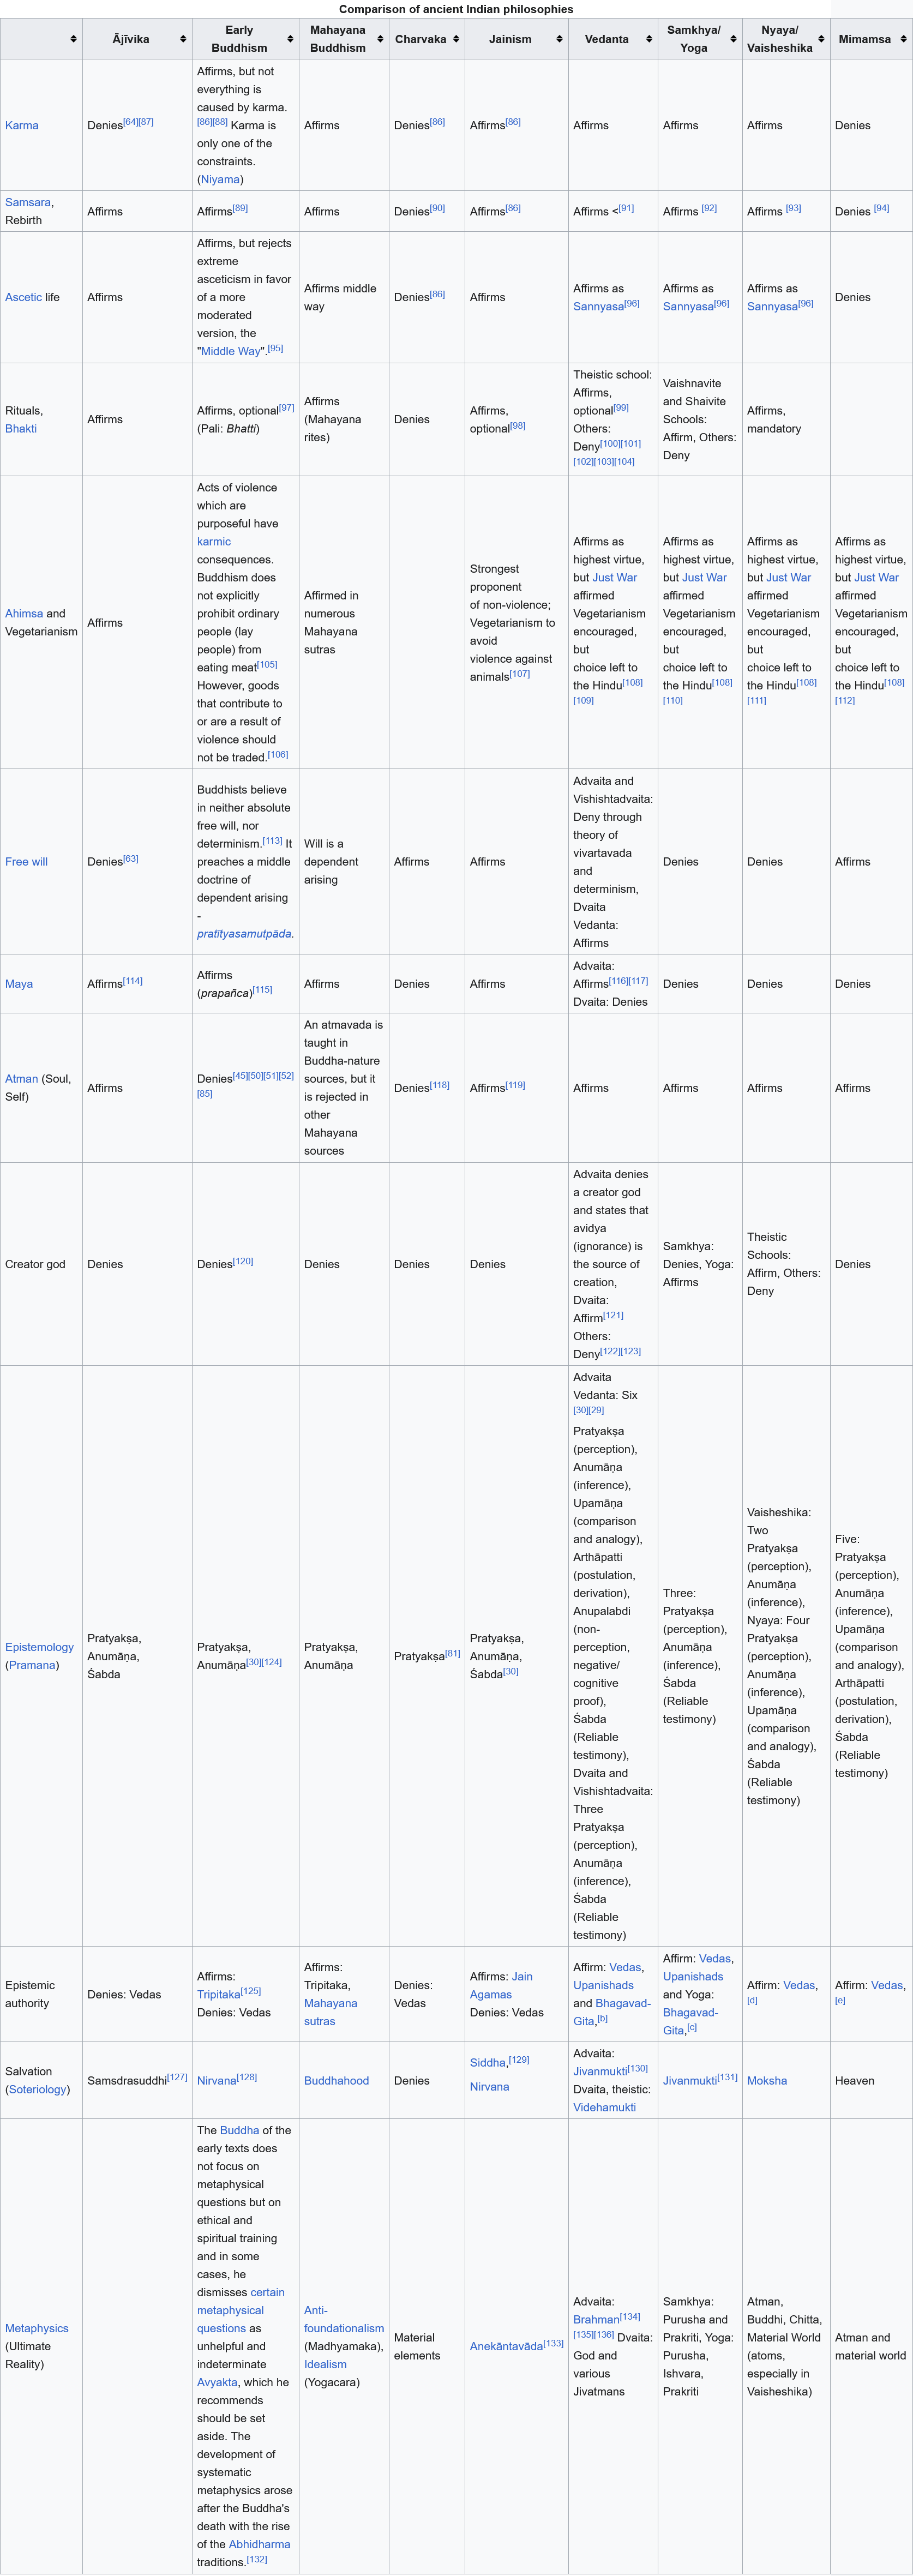 Comparison of ancient Indian philosophies
Ājīvika
Early
Buddhism
Mahayana
Buddhism
Charvaka
Jainism
Vedanta
Samkhya/
Yoga
Nyaya/
Vaisheshika
Mimamsa
Karma
Denies[64][87]
Affirms, but not
everything is
caused by karma.
[86][88] Karma is
only one of the
constraints.
(Niyama)
Affirms
Denies[86]
Affirms[86]
Affirms
Affirms
Affirms
Denies
Samsara,
Rebirth
Affirms
Affirms[89]
Affirms
Denies[90]
Affirms[86]
Affirms <[91]
Affirms [92]
Affirms [93]
Denies [94]
Ascetic life
Affirms
Affirms, but rejects
extreme
asceticism in favor
of a more
moderated
version, the
"Middle Way".[95]
Affirms middle
way
Denies[86]
Affirms
Affirms as
Sannyasa[96]
Affirms as
Sannyasa[96]
Affirms as
Sannyasa[96]
Denies
Rituals,
Bhakti
Affirms
Affirms, optional[97]
(Pali: Bhatti)
Affirms
(Mahayana
rites)
Denies
Affirms,
optional[98]
Theistic school:
Affirms,
optional[99]
Others:
Deny[100][101]
[102][103][104]
Vaishnavite
and Shaivite
Schools:
Affirm, Others:
Deny
Affirms,
mandatory
Ahimsa and
Vegetarianism
Affirms
Acts of violence
which are
purposeful have
karmic
consequences.
Buddhism does
not explicitly
prohibit ordinary
people (lay
people) from
eating meat[105]
However, goods
that contribute to
or are a result of
violence should
not be traded.[106]
Affirmed in
numerous
Mahayana
sutras
Strongest
proponent
of non-violence;
Vegetarianism to
avoid
violence against
animals[107]
Affirms as
highest virtue,
but Just War
affirmed
Vegetarianism
encouraged,
but
choice left to
the Hindu[108]
[109]
Affirms as
highest virtue,
but Just War
affirmed
Vegetarianism
encouraged,
but
choice left to
the Hindu[108]
[110]
Affirms as
highest virtue,
but Just War
affirmed
Vegetarianism
encouraged,
but
choice left to
the Hindu[108]
[111]
Affirms as
highest virtue,
but Just War
affirmed
Vegetarianism
encouraged,
but
choice left to
the Hindu[108]
[112]
Free will
Denies[63]
Buddhists believe
in neither absolute
free will, nor
determinism.[113] It
preaches a middle
doctrine of
dependent arising
-
pratītyasamutpāda.
Will is a
dependent
arising
Affirms
Affirms
Advaita and
Vishishtadvaita:
Deny through
theory of
vivartavada
and
determinism,
Dvaita
Vedanta:
Affirms
Denies
Denies
Affirms
Maya
Affirms[114]
Affirms
(prapañca)[115]
Affirms
Denies
Affirms
Advaita:
Affirms[116][117]
Dvaita: Denies
Denies
Denies
Denies
Atman (Soul,
Self)
Affirms
Denies[45][50][51][52]
[85]
An atmavada is
taught in
Buddha-nature
sources, but it
is rejected in
other
Mahayana
sources
Denies[118]
Affirms[119]
Affirms
Affirms
Affirms
Affirms
Creator god
Denies
Denies[120]
Denies
Denies
Denies
Advaita denies
a creator god
and states that
avidya
(ignorance) is
the source of
creation,
Dvaita:
Affirm[121]
Others:
Deny[122][123]
Samkhya:
Denies, Yoga:
Affirms
Theistic
Schools:
Affirm, Others:
Deny
Denies
Epistemology
(Pramana)
Pratyakṣa,
Anumāṇa,
Śabda
Pratyakṣa,
Anumāṇa[30][124]
Pratyakṣa,
Anumāṇa
Pratyakṣa[81]
Pratyakṣa,
Anumāṇa,
Śabda[30]
Advaita
Vedanta: Six
[30][29]
Pratyakṣa
(perception),
Anumāṇa
(inference),
Upamāṇa
(comparison
and analogy),
Arthāpatti
(postulation,
derivation),
Anupalabdi
(non-
perception,
negative/
cognitive
proof),
Śabda
(Reliable
testimony),
Dvaita and
Vishishtadvaita:
Three
Pratyakṣa
(perception),
Anumāṇa
(inference),
Śabda
(Reliable
testimony)
Three:
Pratyakṣa
(perception),
Anumāṇa
(inference),
Śabda
(Reliable
testimony)
Vaisheshika:
Two
Pratyakṣa
(perception),
Anumāṇa
(inference),
Nyaya: Four
Pratyakṣa
(perception),
Anumāṇa
(inference),
Upamāṇa
(comparison
and analogy),
Śabda
(Reliable
testimony)
Five:
Pratyakṣa
(perception),
Anumāṇa
(inference),
Upamāṇa
(comparison
and analogy),
Arthāpatti
(postulation,
derivation),
Śabda
(Reliable
testimony)
Epistemic
authority
Denies: Vedas
Affirms:
Tripitaka[125]
Denies: Vedas
Affirms:
Tripitaka,
Mahayana
sutras
Denies:
Vedas
Affirms: Jain
Agamas
Denies: Vedas
Affirm: Vedas,
Upanishads
and Bhagavad-
Gita,[b]
Affirm: Vedas,
Upanishads
and Yoga:
Bhagavad-
Gita,[c]
Affirm: Vedas,
[d]
Affirm: Vedas,
[e]
Salvation
(Soteriology)
Samsdrasuddhi[127]
Nirvana[128]
Buddhahood
Denies
Siddha,[129]
Nirvana
Advaita:
Jivanmukti[130]
Dvaita, theistic:
Videhamukti
Jivanmukti[131]
Moksha
Heaven
Metaphysics
(Ultimate
Reality)
The Buddha of the
early texts does
not focus on
metaphysical
questions but on
ethical and
spiritual training
and in some
cases, he
dismisses certain
metaphysical
questions as
unhelpful and
indeterminate
Avyakta, which he
recommends
should be set
aside. The
development of
systematic
metaphysics arose
after the Buddha's
death with the rise
of the Abhidharma
traditions.[132]
Anti-
foundationalism
(Madhyamaka),
Idealism
(Yogacara)
Material
elements
Anekāntavāda[133]
Advaita:
Brahman[134]
[135][136] Dvaita:
God and
various
Jivatmans
Samkhya:
Purusha and
Prakriti, Yoga:
Purusha,
Ishvara,
Prakriti
Atman,
Buddhi, Chitta,
Material World
(atoms,
especially in
Vaisheshika)
Atman and
material world